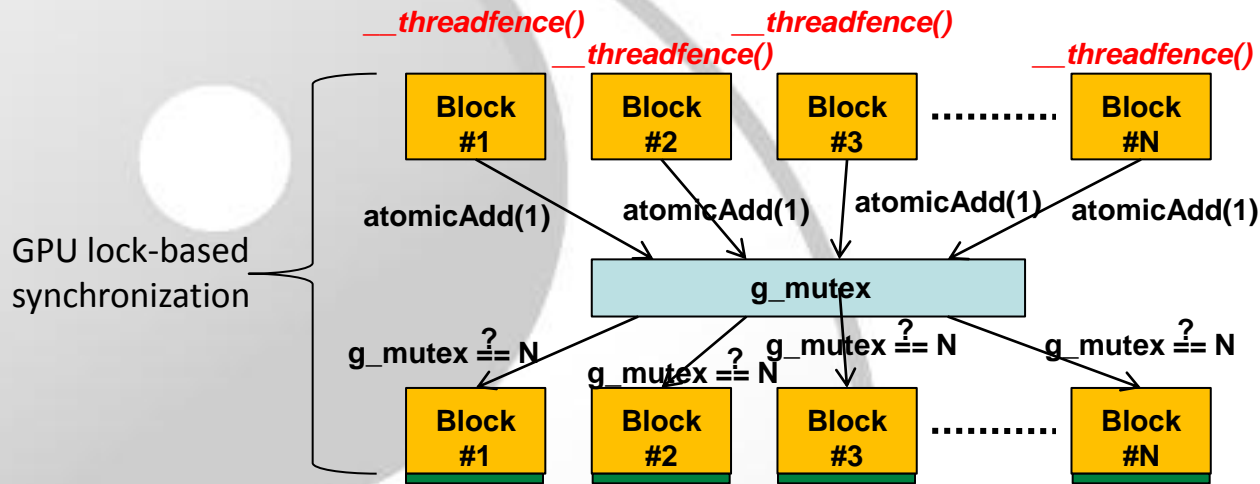 __threadfence()
__threadfence()
__threadfence()
__threadfence()
Block
#1
Block
#2
Block
#3
Block
#N
atomicAdd(1)
atomicAdd(1)
atomicAdd(1)
atomicAdd(1)
GPU lock-based
synchronization
g_mutex
g_mutex =?= N
g_mutex =?= N
g_mutex =?= N
g_mutex =?= N
Block
#1
Block
#2
Block
#3
Block
#N